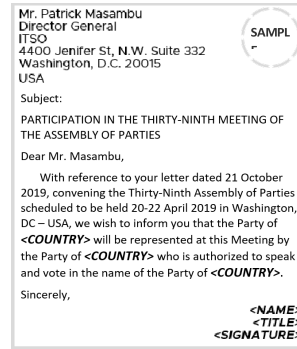 Mr. Patrick Masambu
Director General
ITSO
4400 Jenifer St, N.W. Suite 332
Washington, D.C. 20015
USA
SAMPL
Subject:
PARTICIPATION IN THE THIRTY-NINTH MEETING OF
THE ASSEMBLY OF PARTIES
Dear Mr. Masambu,
With reference to your letter dated 21 October
2019, convening the Thirty-Ninth Assembly of Parties
scheduled to be held 20-22 April 2019 in Washington,
DC – USA, we wish to inform you that the Party of
<COUNTRY> will be represented at this Meeting by
the Party of <COUNTRY> who is authorized to speak
and vote in the name of the Party of <COUNTRY>.
Sincerely,
<NAME>
<TITLE>
<SIGNATURE>